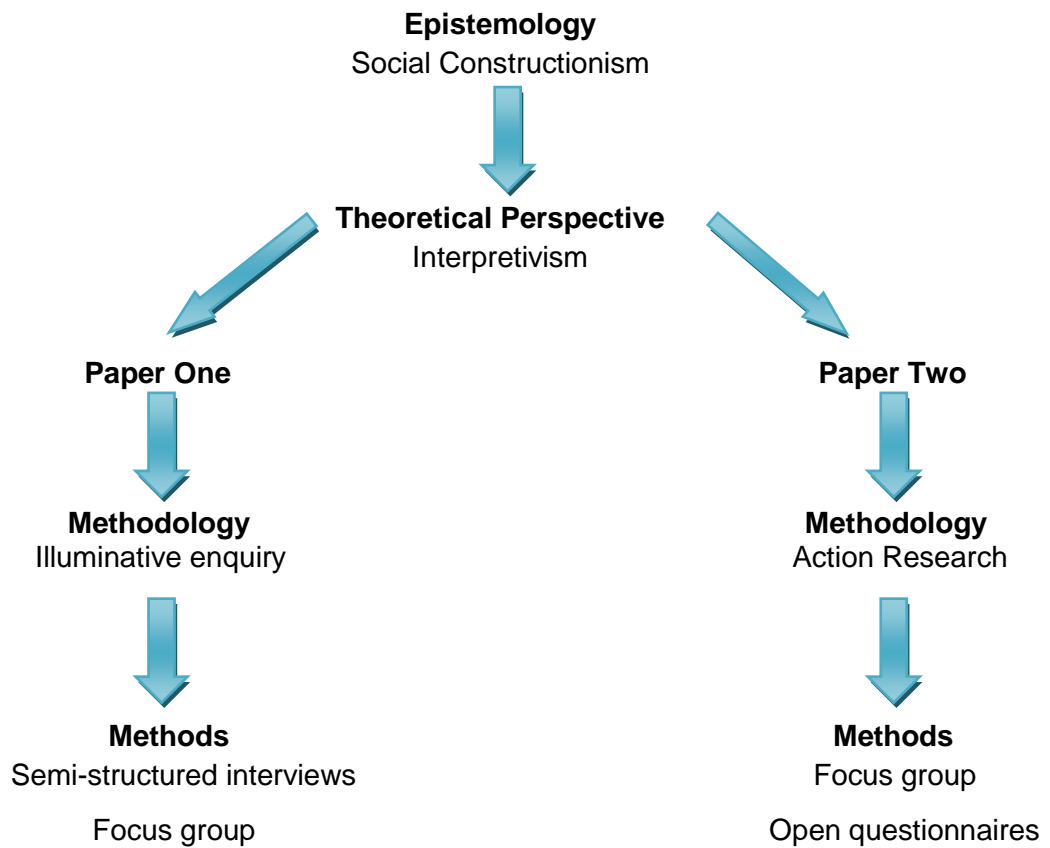 Epistemology
Social Constructionism
Theoretical Perspective
Interpretivism
Paper One
Methodology
Illuminative enquiry
Methods
Semi-structured interviews
Focus group
Paper Two
Methodology
Action Research
Methods
Focus group
Open questionnaires